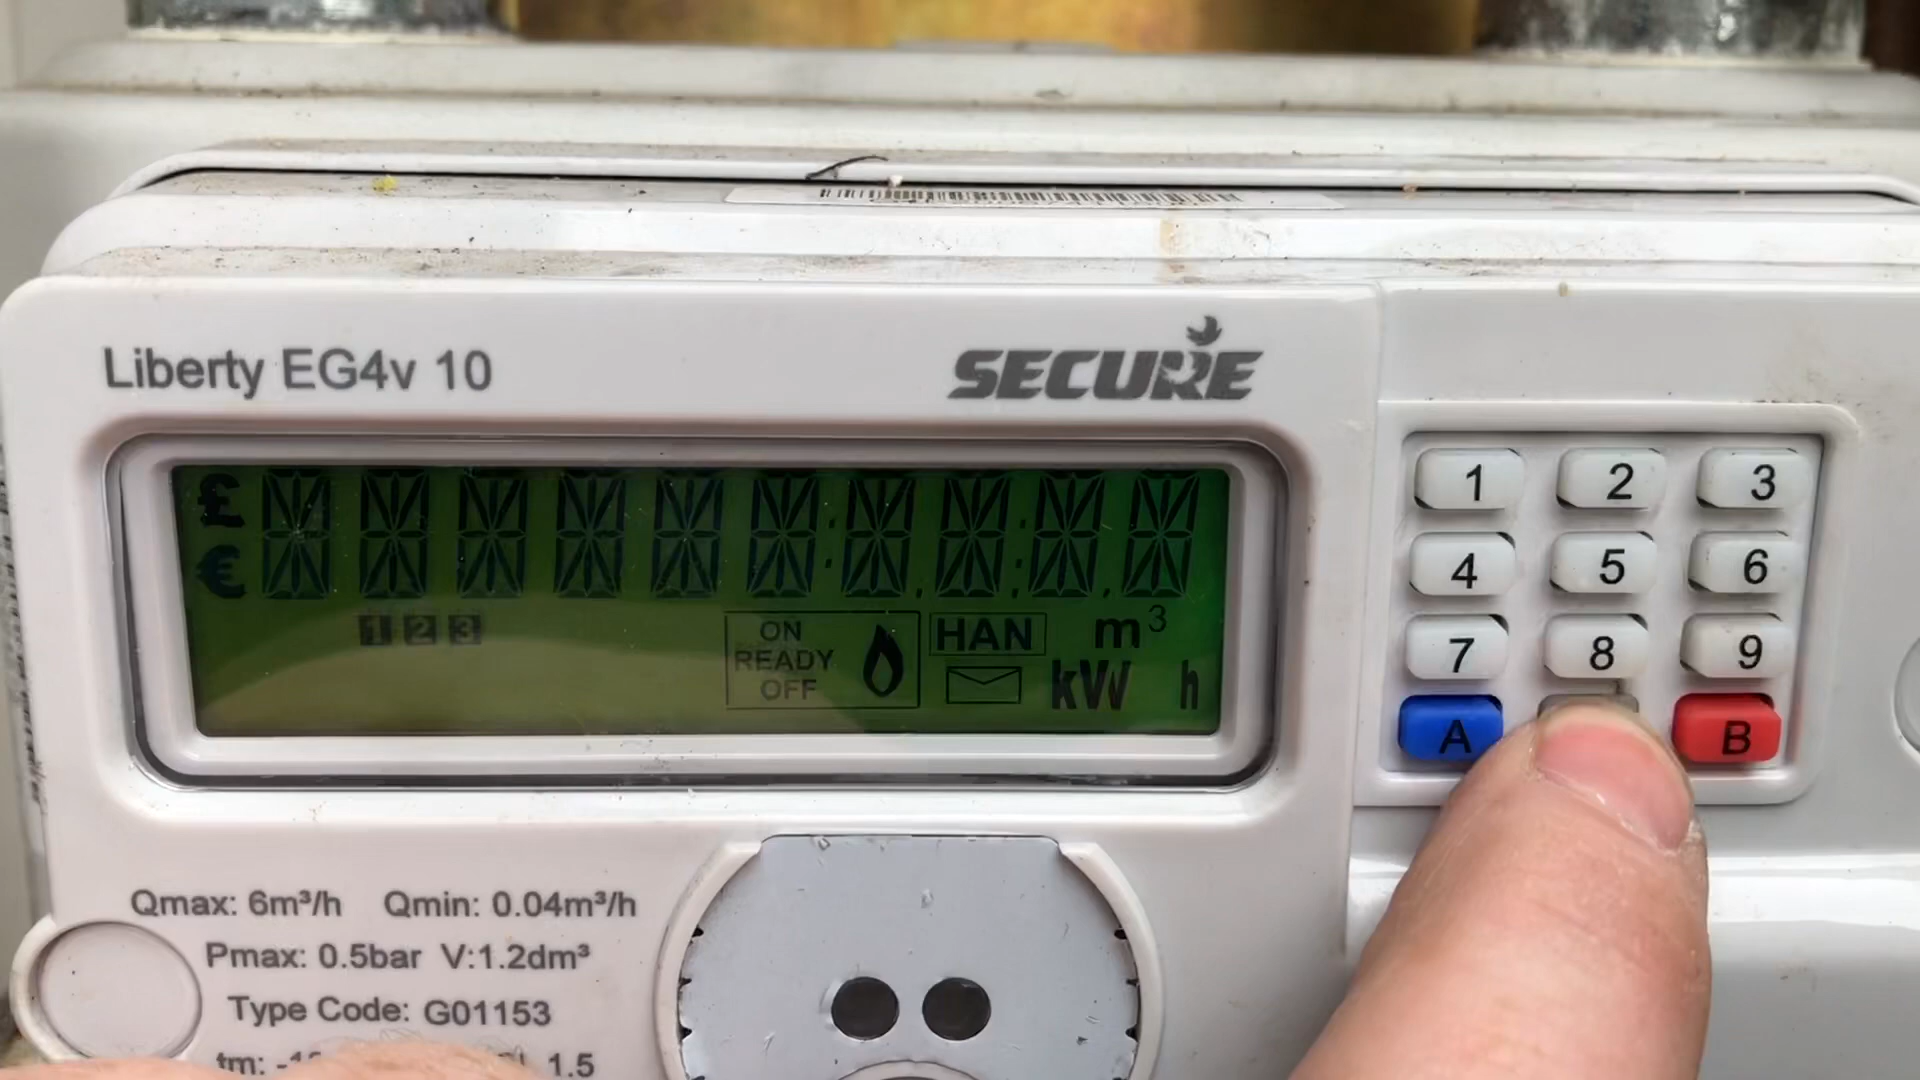 Liberty EG4v 10
SECURE
£
€
1 2 3
ON
READY
OFF
HAN
m³
kW h
1 2 3
4 5 6
7 8 9
A B
Qmax: 6m³/h Qmin: 0.04m³/h
Pmax: 0.5bar V:1.2dm³
Type Code: G01153
tm: 1.5